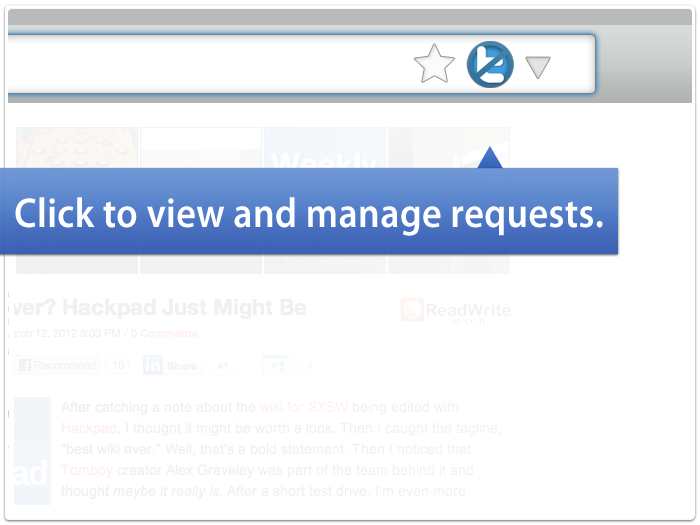 Weekly
Click to view and manage requests.
ver? Hackpad Just Might Be
arch 12, 2012 3:03 PM / 0 Comments
ReadWrite
HACK
Recommend 10 in Share 41 +1
After catching a note about the wiki for SXSW being edited with
Hackpad, I thought it might be worth a look. Then I caught the tagline,
"best wiki ever." Well, that's a bold statement. Then I noticed that
Tomboy creator Alex Graveley was part of the team behind it and
thought maybe it really is. After a short test drive, I'm even more
ad